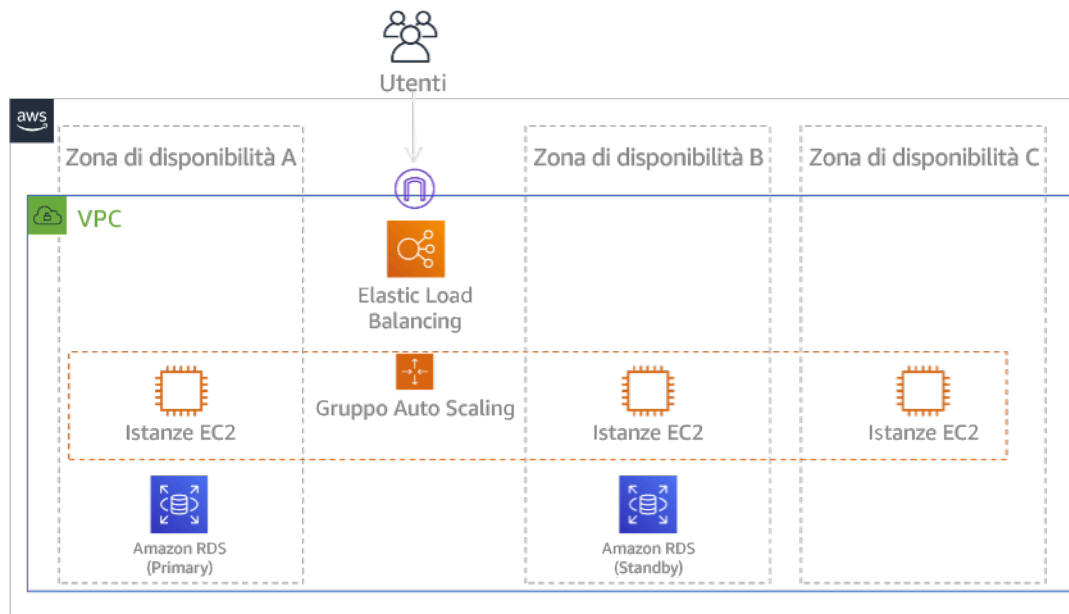 Utenti
aws
Zona di disponibilità A
Zona di disponibilità B
Zona di disponibilità C
VPC
Elastic Load
Balancing
Gruppo Auto Scaling
Istanze EC2
Istanze EC2
Istanze EC2
Amazon RDS
(Primary)
Amazon RDS
(Standby)